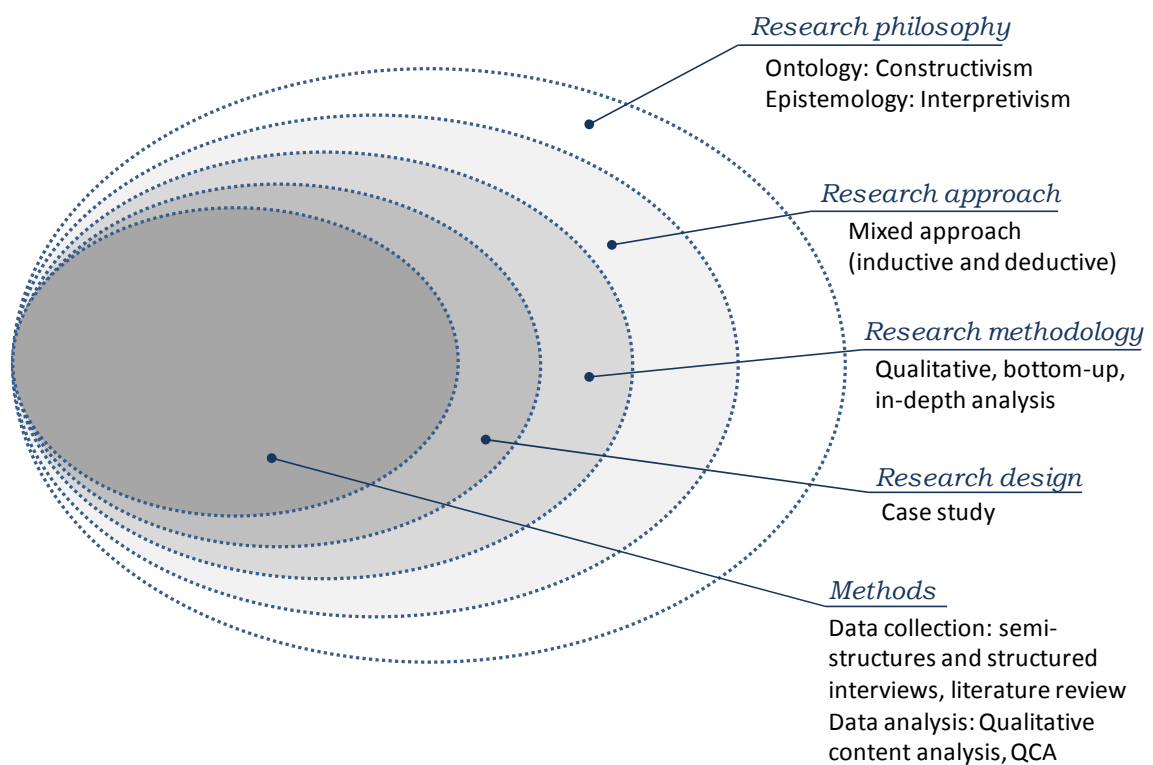 Research philosophy
Ontology: Constructivism
Epistemology: Interpretivism
Research approach
Mixed approach
(inductive and deductive)
Research methodology
Qualitative, bottom-up,
in-depth analysis
Research design
Case study
Methods
Data collection: semi-
structures and structured
interviews, literature review
Data analysis: Qualitative
content analysis, QCA